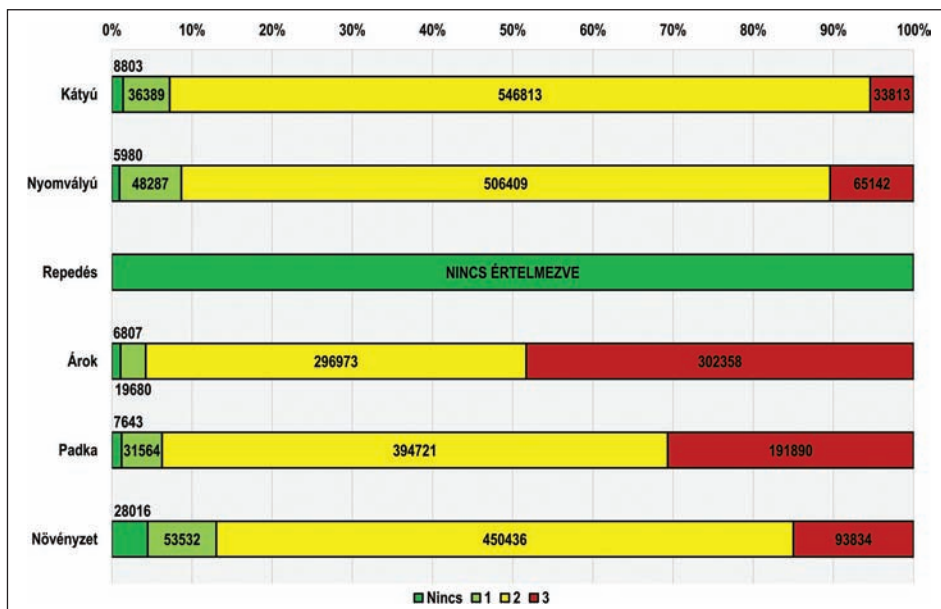 0% 10% 20% 30% 40% 50% 60% 70% 80% 90% 100%
8803
Kátyú 36389 546813 33813
5980
Nyomvályú 48287 506409 65142
Repedés NINCS ÉRTELMEZVE
6807
Árok 296973 302358
19680
7643
Padka 31564 394721 191890
28016
Növényzet 53532 450436 93834
Nincs 1 2 3